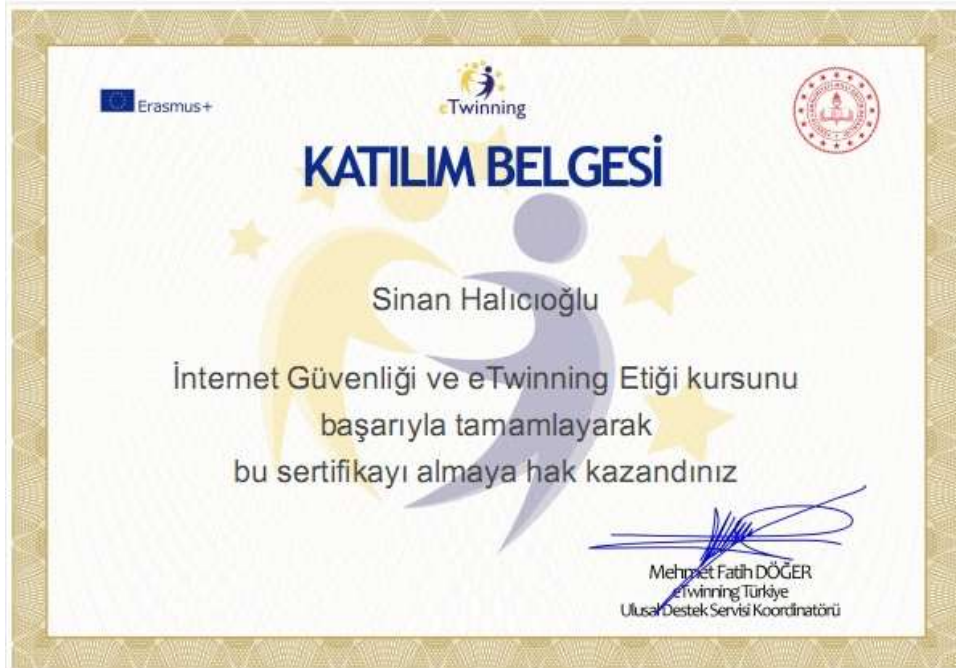 Erasmus+
eTwinning
KATILIM BELGESİ
Sinan Halıcıoğlu
İnternet Güvenliği ve eTwinning Etiği kursunu
başarıyla tamamlayarak
bu sertifikayı almaya hak kazandınız
Mehmet Fatih DÖĞER
eTwinning Türkiye
Ulusal Destek Servisi Koordinatörü